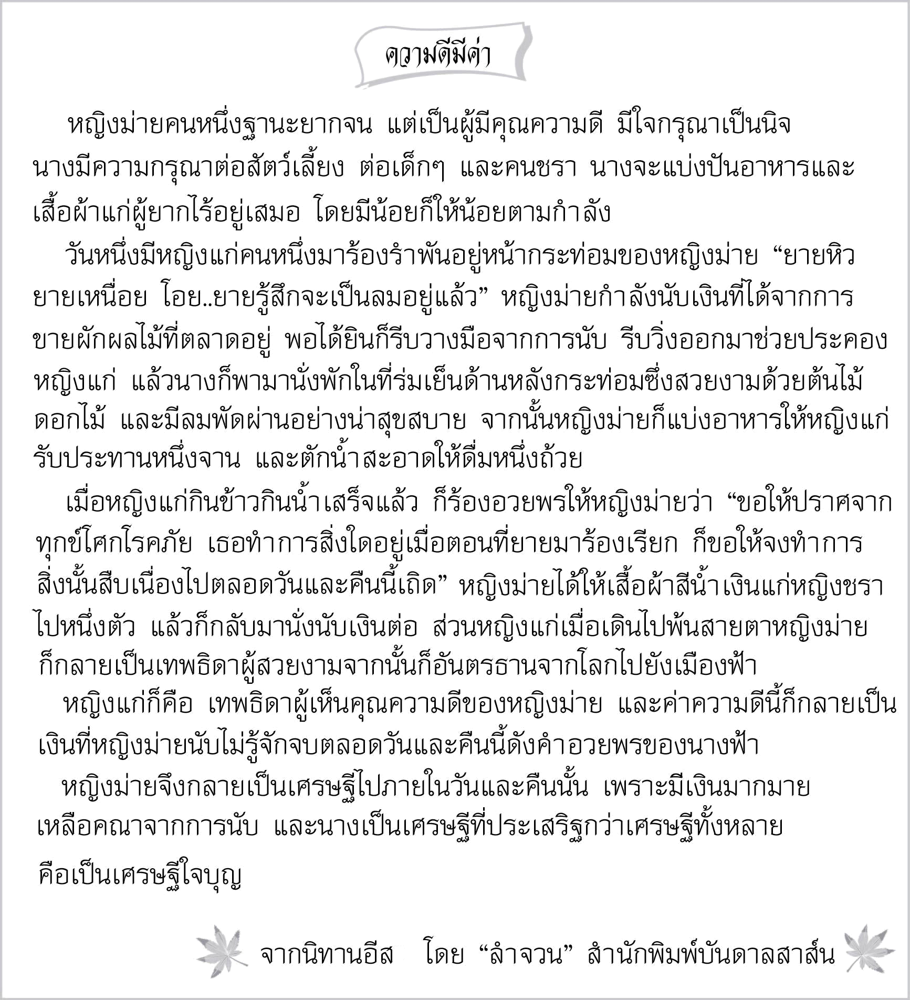 ความดีมีค่า
หญิงม่ายคนหนึ่งฐานะยากจน แต่เป็นผู้มีคุณความดี มีใจกรุณาเป็นนิจ
นางมีความกรุณาต่อสัตว์เลี้ยง ต่อเด็กๆ และคนชรา นางจะแบ่งปันอาหารและ
เสื้อผ้าแก่ผู้ยากไร้อยู่เสมอ โดยมีน้อยก็ให้น้อยตามกำลัง
วันหนึ่งมีหญิงแก่คนหนึ่งมาร้องรำพันอยู่หน้ากระท่อมของหญิงม่าย “ยายหิว
ยายเหนื่อย โอย..ยายรู้สึกจะเป็นลมอยู่แล้ว” หญิงม่ายกำลังนับเงินที่ได้จากการ
ขายผักผลไม้ที่ตลาดอยู่ พอได้ยินก็รีบวางมือจากการนับ รีบวิ่งออกมาช่วยประคอง
หญิงแก่ แล้วนางก็พามานั่งพักในที่ร่มเย็นด้านหลังกระท่อมซึ่งสวยงามด้วยต้นไม้
ดอกไม้ และมีลมพัดผ่านอย่างน่าสุขสบาย จากนั้นหญิงม่ายก็แบ่งอาหารให้หญิงแก่
รับประทานหนึ่งจาน และตักน้ำสะอาดให้ดื่มหนึ่งถ้วย
เมื่อหญิงแก่กินข้าวกินน้ำเสร็จแล้ว ก็ร้องอวยพรให้หญิงม่ายว่า “ขอให้ปราศจาก
ทุกข์โศกโรคภัย เธอทำการสิ่งใดอยู่เมื่อตอนที่ยายมาร้องเรียก ก็ขอให้จงทำการ
สิ่งนั้นสืบเนื่องไปตลอดวันและคืนนี้เถิด” หญิงม่ายได้ให้เสื้อผ้าสีน้ำเงินแก่หญิงชรา
ไปหนึ่งตัว แล้วก็กลับมานั่งนับเงินต่อ ส่วนหญิงแก่เมื่อเดินไปพ้นสายตาหญิงม่าย
ก็กลายเป็นเทพธิดาผู้สวยงามจากนั้นก็อันตรธานจากโลกไปยังเมืองฟ้า
หญิงแก่ก็คือ เทพธิดาผู้เห็นคุณความดีของหญิงม่าย และค่าความดีนี้ก็กลายเป็น
เงินที่หญิงม่ายนับไม่รู้จักจบตลอดวันและคืนนี้ดังคำอวยพรของนางฟ้า
หญิงม่ายจึงกลายเป็นเศรษฐีไปภายในวันและคืนนั้น เพราะมีเงินมากมาย
เหลือคณาจากการนับ และนางเป็นเศรษฐีที่ประเสริฐกว่าเศรษฐีทั้งหลาย
คือเป็นเศรษฐีใจบุญ
จากนิทานอีส โดย “ลำจวน” สำนักพิมพ์บันดาลสาส์น